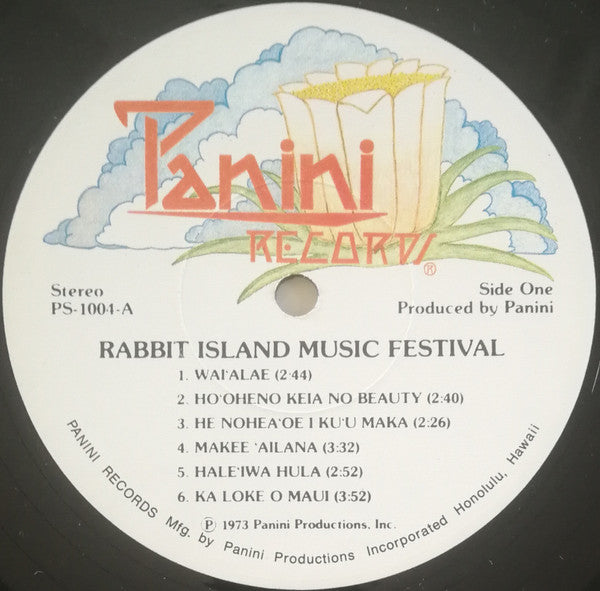 Panini
RECORDS®
Stereo
PS-1004-A
Side One
Produced by Panini
RABBIT ISLAND MUSIC FESTIVAL
1. WAI'ALAE (2:44)
2. HO'OHENO KEIA NO BEAUTY (2:40)
3. HE NOHEA'OE I KU'U MAKA (2:26)
4. MAKEE 'AILANA (3:32)
5. HALE'IWA HULA (2:52)
6. KA LOKE O MAUI (3:52)
℗ 1973 Panini Productions, Inc.
PANINI RECORDS Mfg. by Panini Productions Incorporated Honolulu, Hawaii